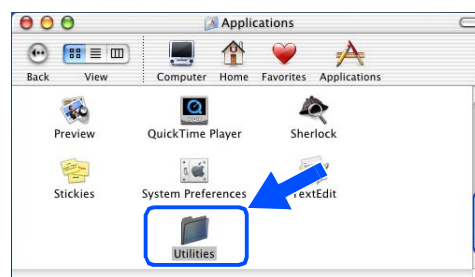 Applications
Back View Computer Home Favorites Applications
Preview QuickTime Player Sherlock
Stickies System Preferences TextEdit
Utilities